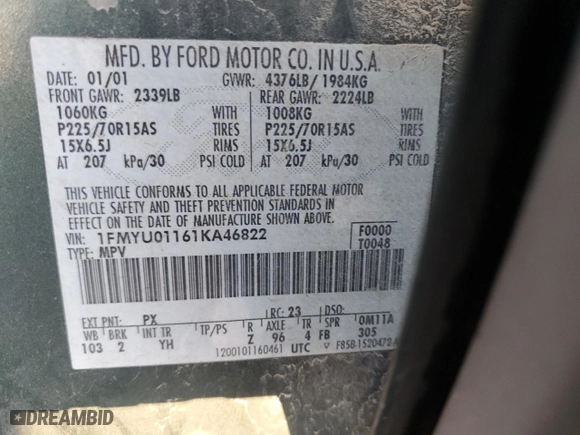 MFD. BY FORD MOTOR CO. IN U.S.A.
DATE: 01/01 GVWR: 4376LB/ 1984KG
FRONT GAWR: 2339LB REAR GAWR: 2224LB
1060KG WITH 1008KG WITH
P225/70R15AS TIRES P225/70R15AS TIRES
15X6.5J RIMS 15X6.5J RIMS
AT 207 kPa/30 PSI COLD AT 207 kPa/30 PSI COLD
THIS VEHICLE CONFORMS TO ALL APPLICABLE FEDERAL MOTOR
VEHICLE SAFETY AND THEFT PREVENTION STANDARDS IN
EFFECT ON THE DATE OF MANUFACTURE SHOWN ABOVE.
VIN: 1FMYU01161KA46822 F0000
TYPE: MPV T0048
EXT PNT: PX RC: 23 DSO:
WB BRK INT TR TP/PS R AXLE TR SPR 0M11A
103 2 YH Z 96 4 FB 305
1200101160461 UTC
DREAMBID